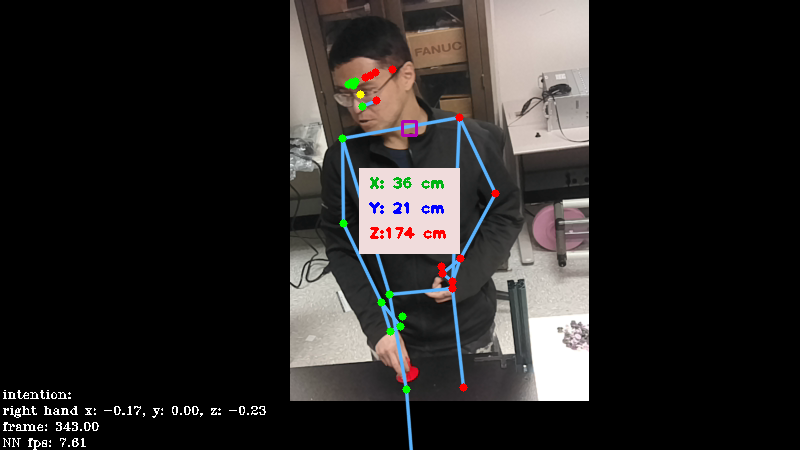 FANUC
X: 36 cm
Y: 21 cm
Z:174 cm
intention:
right hand x: −0.17, y: 0.00, z: −0.23
frame: 343.00
NN fps: 7.61